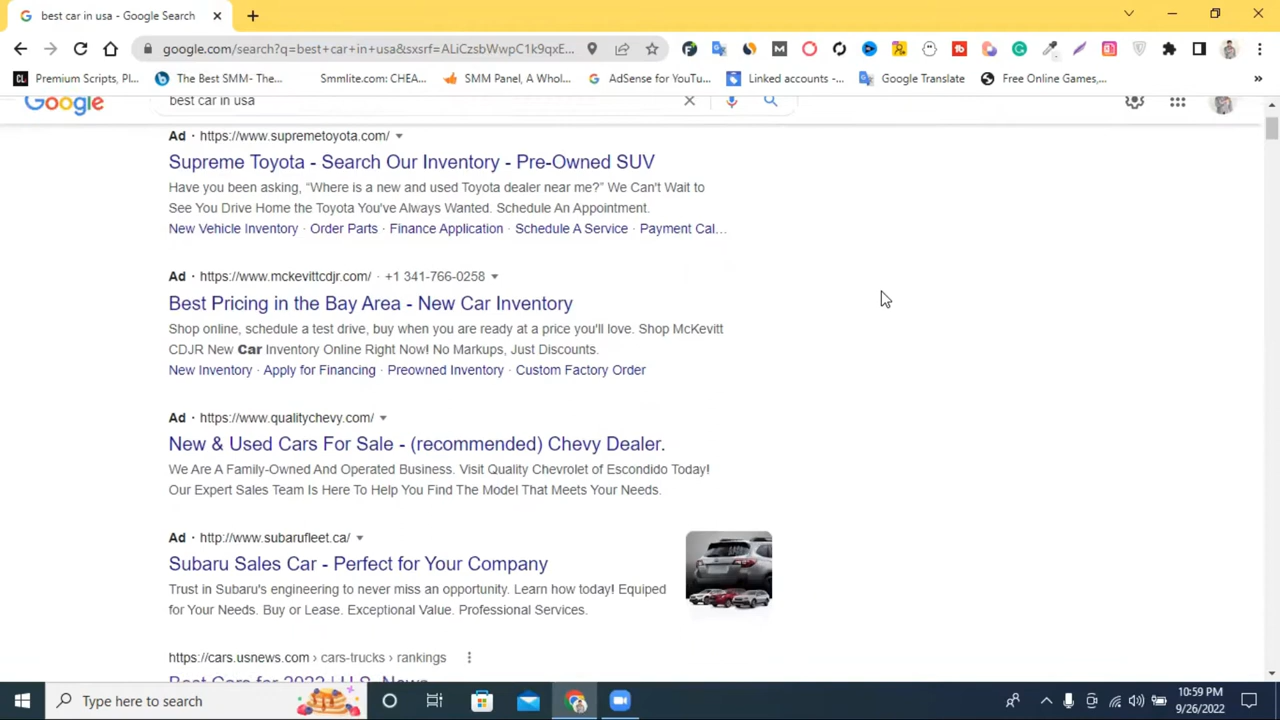 best car in usa - Google Search
google.com/search?q=best+car+in+usa&sxsrf=ALiCzsbWwpC1k9qxE...
Premium Scripts, Pl...
The Best SMM- The...
Smmlite.com: CHEA...
SMM Panel, A Whol...
AdSense for YouTu...
Linked accounts -...
Google Translate
Free Online Games,...
»
Google
best car in usa
Ad · https://www.supremetoyota.com/
Supreme Toyota - Search Our Inventory - Pre-Owned SUV
Have you been asking, “Where is a new and used Toyota dealer near me?” We Can't Wait to
See You Drive Home the Toyota You've Always Wanted. Schedule An Appointment.
New Vehicle Inventory · Order Parts · Finance Application · Schedule A Service · Payment Cal...
Ad · https://www.mckevittcdjr.com/ · +1 341-766-0258
Best Pricing in the Bay Area - New Car Inventory
Shop online, schedule a test drive, buy when you are ready at a price you'll love. Shop McKevitt
CDJR New Car Inventory Online Right Now! No Markups, Just Discounts.
New Inventory · Apply for Financing · Preowned Inventory · Custom Factory Order
Ad · https://www.qualitychevy.com/
New & Used Cars For Sale - (recommended) Chevy Dealer.
We Are A Family-Owned And Operated Business. Visit Quality Chevrolet of Escondido Today!
Our Expert Sales Team Is Here To Help You Find The Model That Meets Your Needs.
Ad · http://www.subarufleet.ca/
Subaru Sales Car - Perfect for Your Company
Trust in Subaru's engineering to never miss an opportunity. Learn how today! Equiped
for Your Needs. Buy or Lease. Exceptional Value. Professional Services.
https://cars.usnews.com › cars-trucks › rankings
Best Cars for 2022 | U.S. News
Type here to search
10:59 PM
9/26/2022